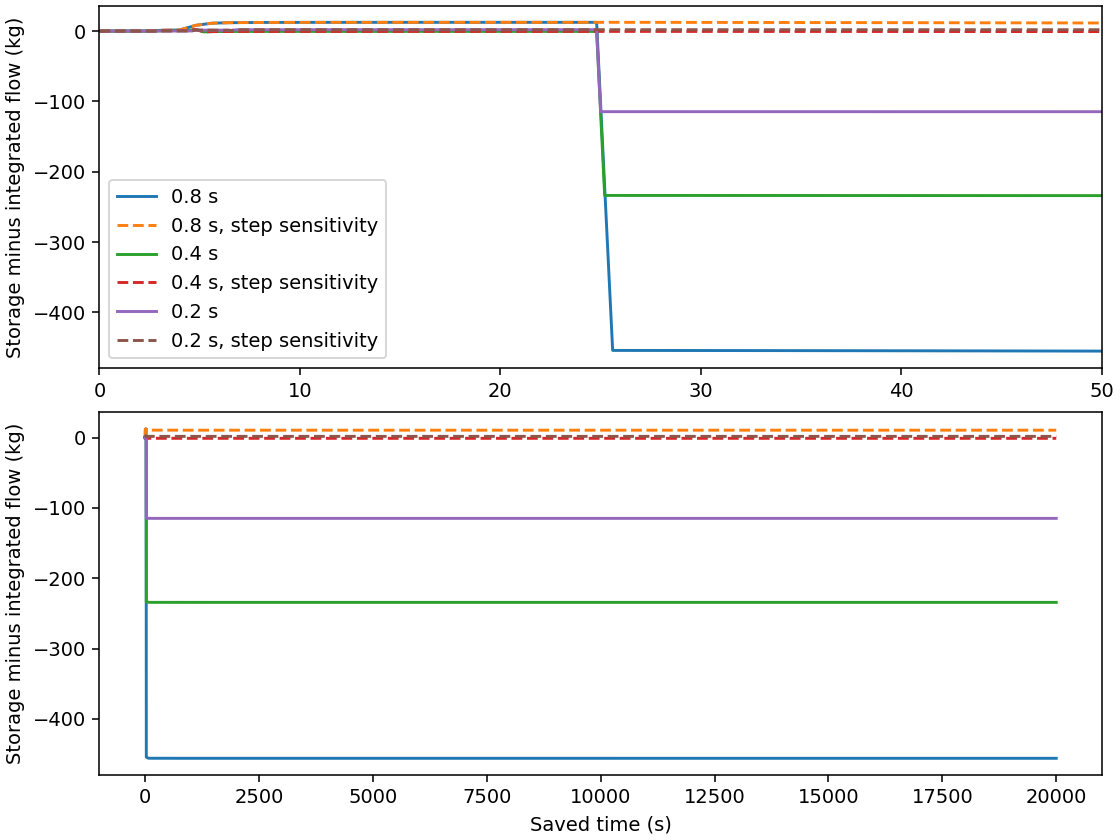 Storage minus integrated flow (kg)
0
−100
−200
−300
−400
0.8 s
0.8 s, step sensitivity
0.4 s
0.4 s, step sensitivity
0.2 s
0.2 s, step sensitivity
0 10 20 30 40 50
Storage minus integrated flow (kg)
0
−100
−200
−300
−400
0 2500 5000 7500 10000 12500 15000 17500 20000
Saved time (s)